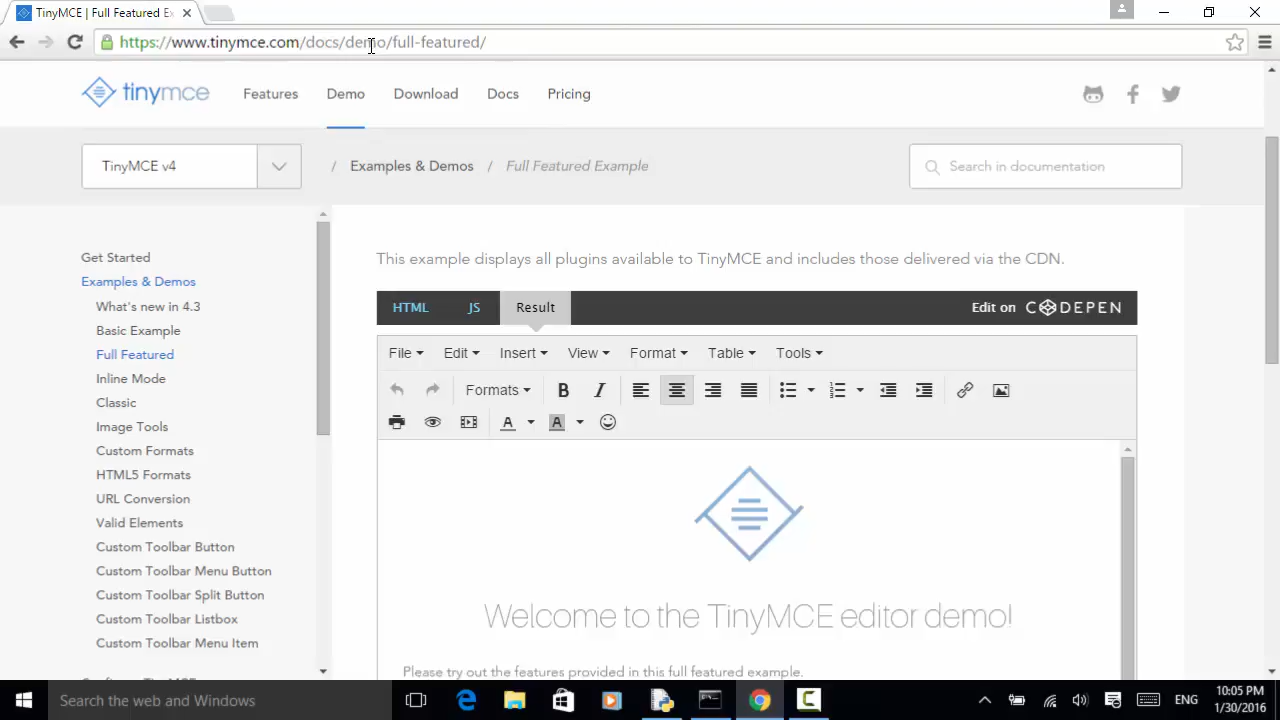 TinyMCE | Full Featured Ex
https://www.tinymce.com/docs/demo/full-featured/
tinymce Features Demo Download Docs Pricing
TinyMCE v4 / Examples & Demos / Full Featured Example Search in documentation
Get Started
Examples & Demos
What's new in 4.3
Basic Example
Full Featured
Inline Mode
Classic
Image Tools
Custom Formats
HTML5 Formats
URL Conversion
Valid Elements
Custom Toolbar Button
Custom Toolbar Menu Button
Custom Toolbar Split Button
Custom Toolbar Listbox
Custom Toolbar Menu Item
This example displays all plugins available to TinyMCE and includes those delivered via the CDN.
HTML JS Result Edit on CODEPEN
File Edit Insert View Format Table Tools
Formats B I
A A
Welcome to the TinyMCE editor demo!
Please try out the features provided in this full featured example.
Search the web and Windows
ENG
10:05 PM
1/30/2016